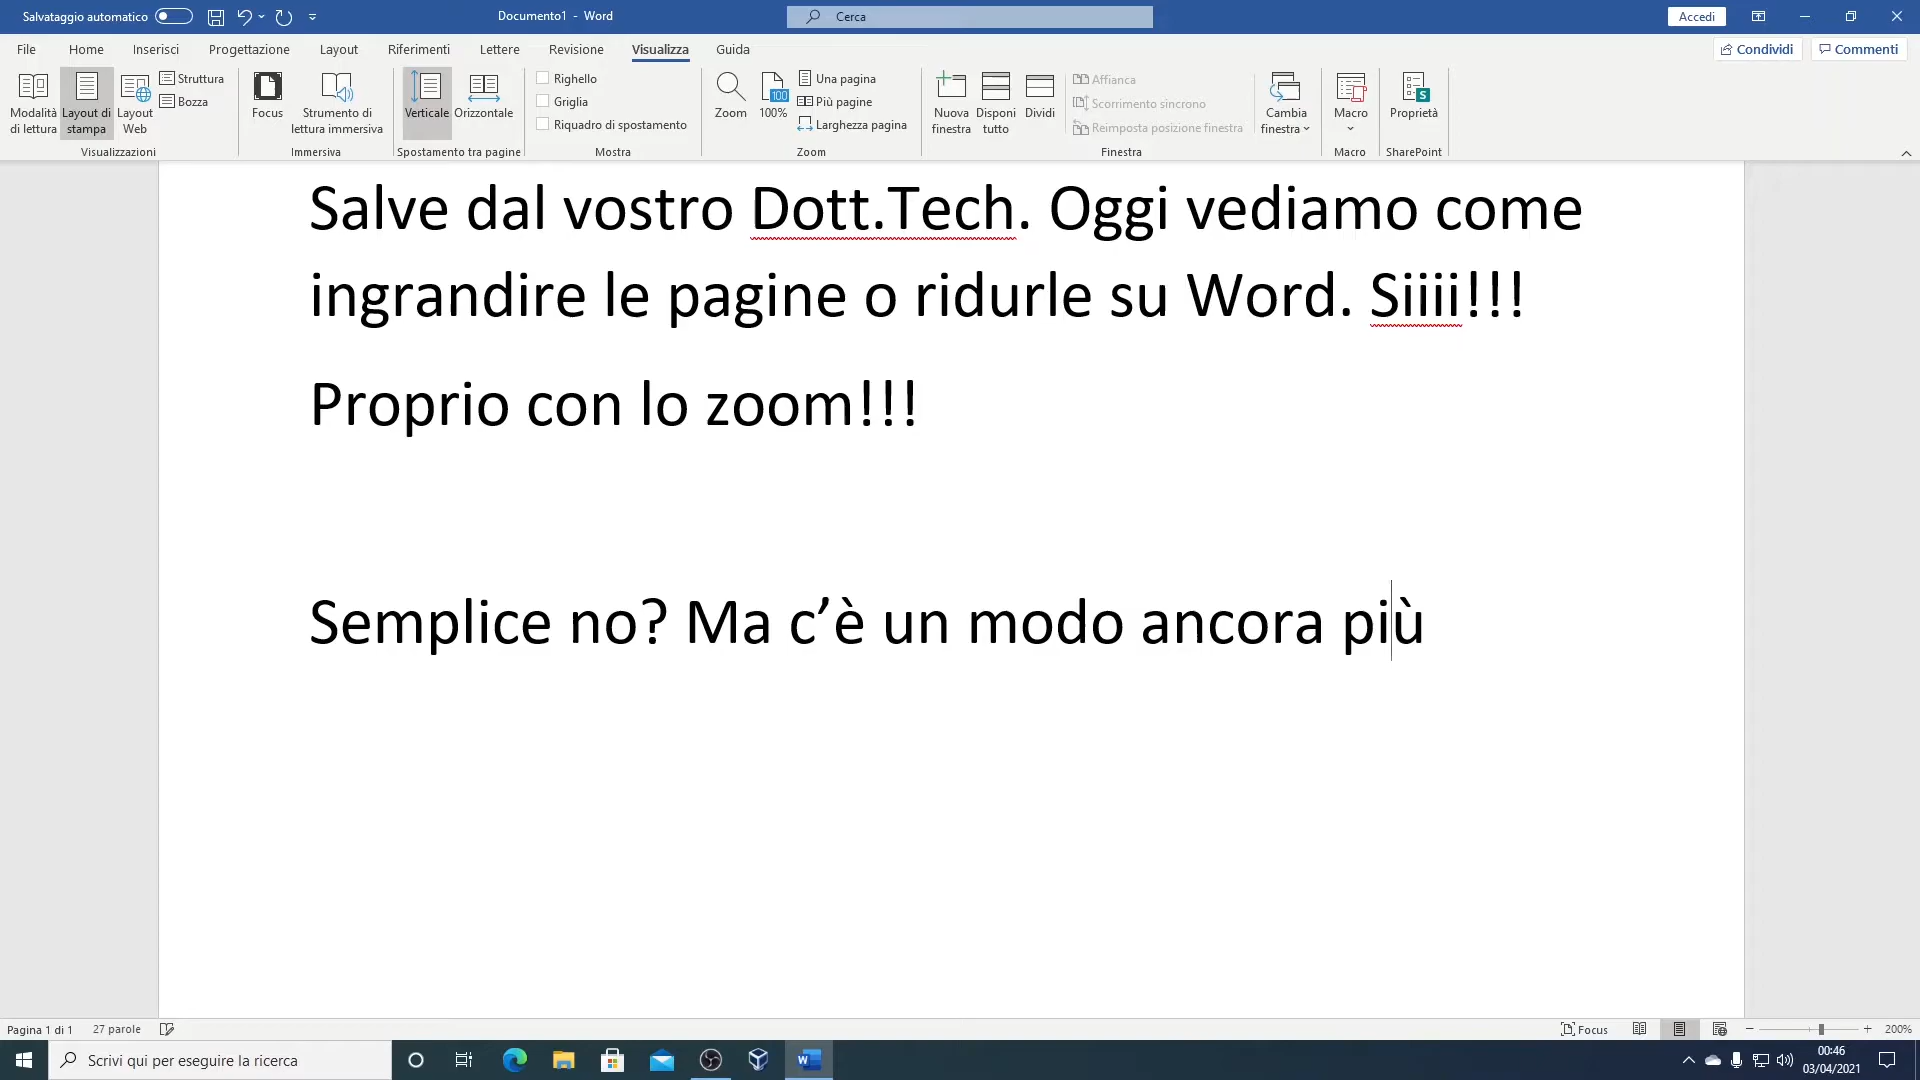 Salvataggio automatico
Documento1 - Word
Cerca
Accedi
File Home Inserisci Progettazione Layout Riferimenti Lettere Revisione Visualizza Guida
Condividi Commenti
Modalità di lettura
Layout di stampa
Layout Web
Struttura
Bozza
Visualizzazioni
Focus
Strumento di lettura immersiva
Immersiva
Verticale
Orizzontale
Spostamento tra pagine
Righello
Griglia
Riquadro di spostamento
Mostra
Zoom
100
100%
Una pagina
Più pagine
Larghezza pagina
Zoom
Nuova finestra
Disponi tutto
Dividi
Affianca
Scorrimento sincrono
Reimposta posizione finestra
Cambia finestra
Finestra
Macro
Macro
Proprietà
SharePoint
Salve dal vostro Dott.Tech. Oggi vediamo come
ingrandire le pagine o ridurle su Word. Siiii!!!
Proprio con lo zoom!!!
Semplice no? Ma c’è un modo ancora più
Pagina 1 di 1 27 parole
Focus
200%
Scrivi qui per eseguire la ricerca
00:46
03/04/2021